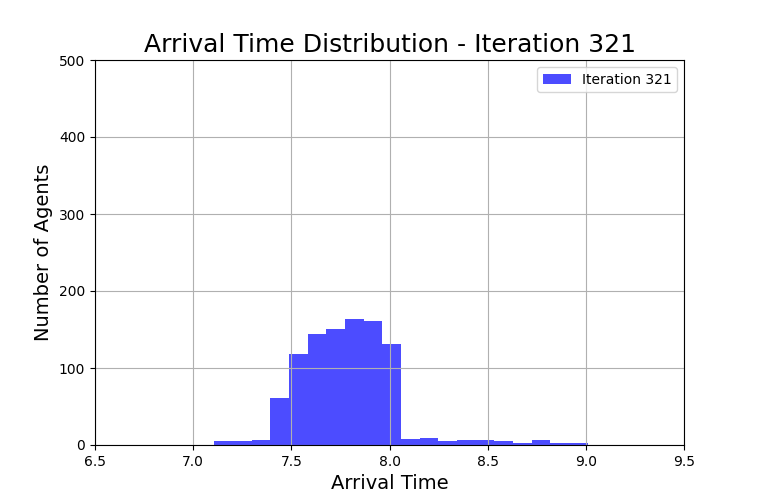 Arrival Time Distribution - Iteration 321
Iteration 321
Number of Agents
500
400
300
200
100
0
6.5 7.0 7.5 8.0 8.5 9.0 9.5
Arrival Time